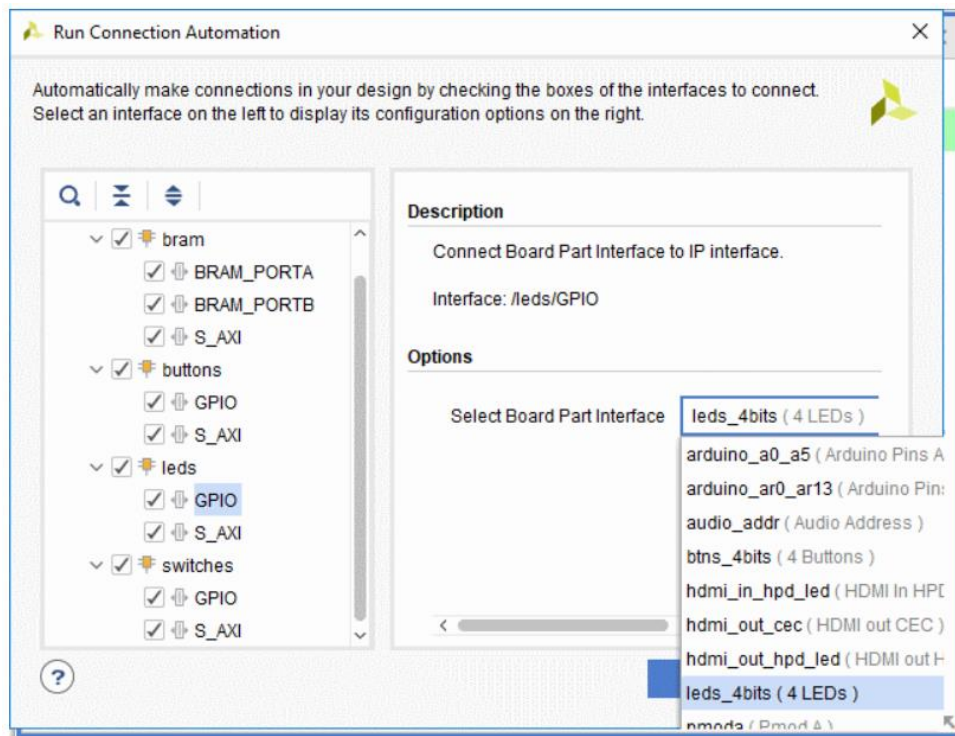 Run Connection Automation
Automatically make connections in your design by checking the boxes of the interfaces to connect.
Select an interface on the left to display its configuration options on the right.
bram
BRAM_PORTA
BRAM_PORTB
S_AXI
buttons
GPIO
S_AXI
leds
GPIO
S_AXI
switches
GPIO
S_AXI
Description
Connect Board Part Interface to IP interface.
Interface: /leds/GPIO
Options
Select Board Part Interface
leds_4bits ( 4 LEDs )
arduino_a0_a5 ( Arduino Pins A
arduino_ar0_ar13 ( Arduino Pin
audio_addr ( Audio Address )
btns_4bits ( 4 Buttons )
hdmi_in_hpd_led ( HDMI In HPD
hdmi_out_cec ( HDMI out CEC )
hdmi_out_hpd_led ( HDMI out H
leds_4bits ( 4 LEDs )
pmoda ( Pmod A )
?